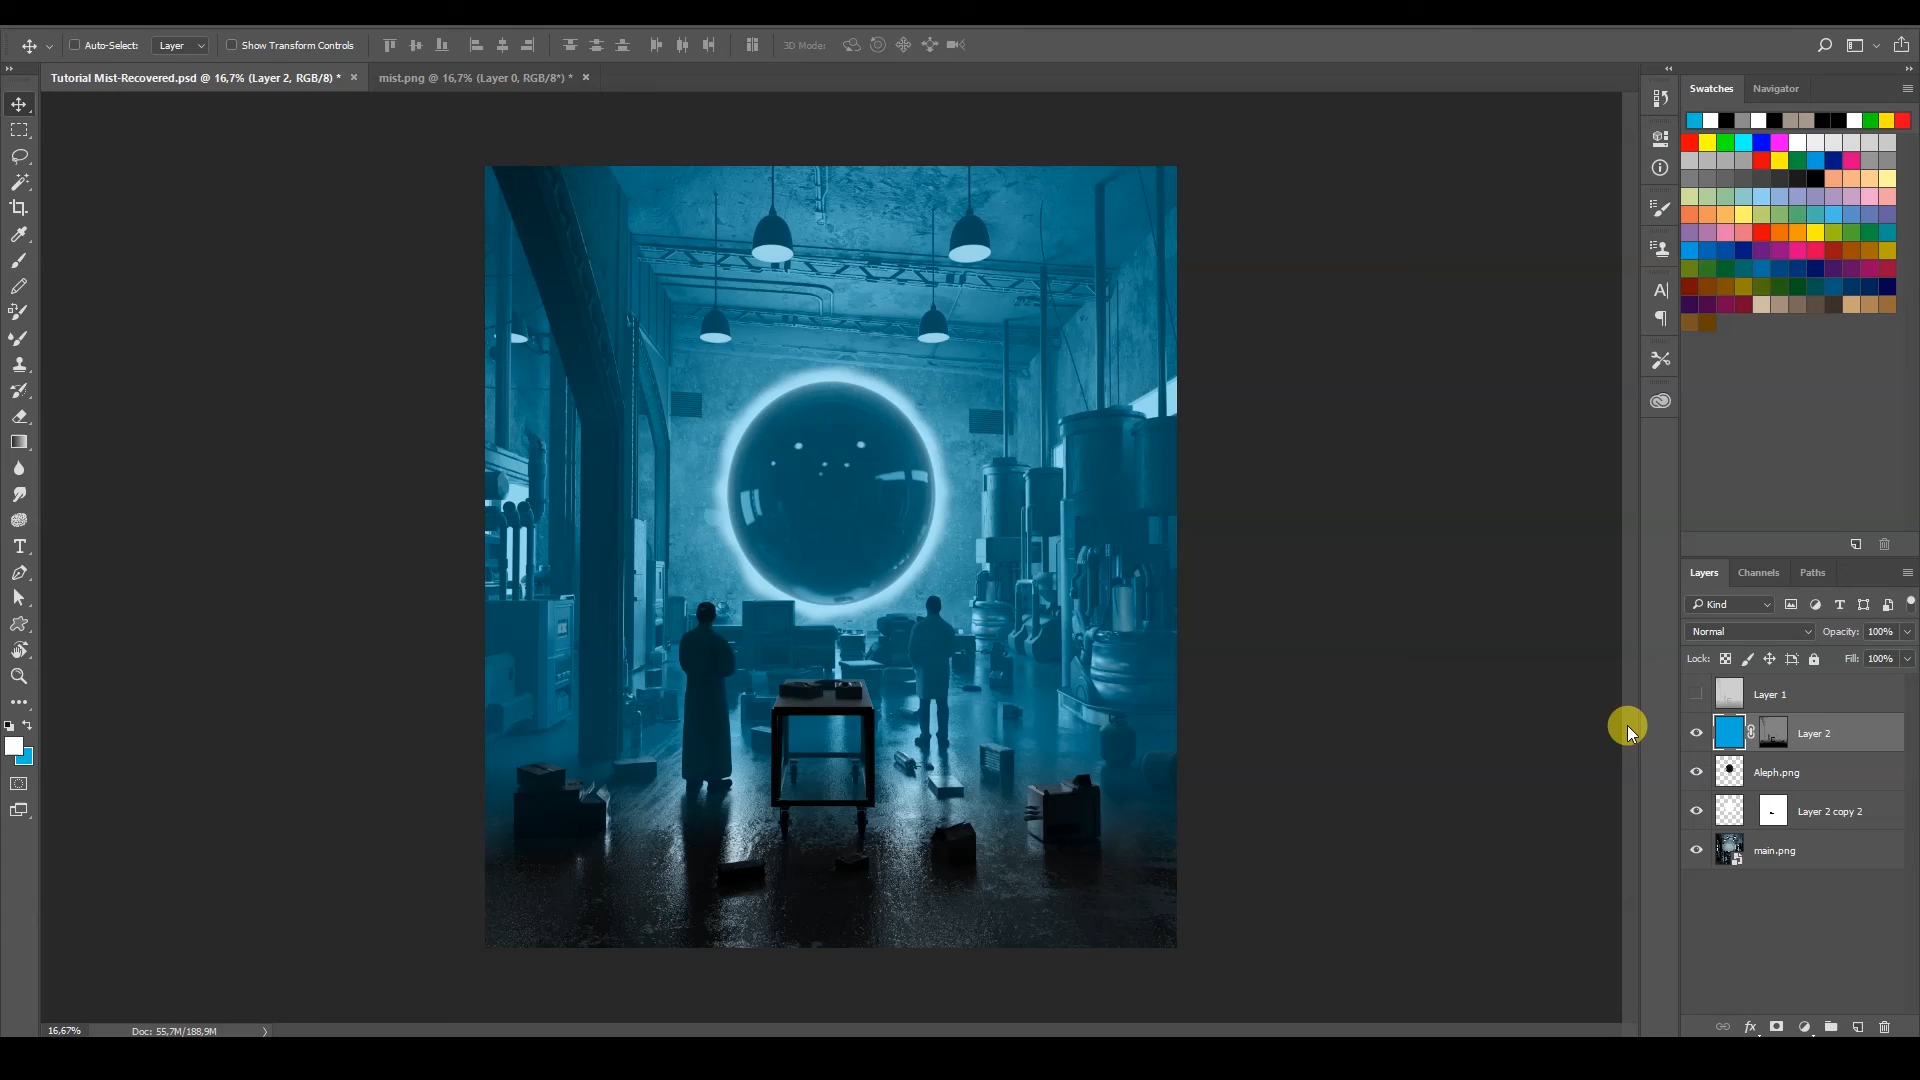 Auto-Select: Layer Show Transform Controls 3D Mode:
Tutorial Mist-Recovered.psd @ 16,7% (Layer 2, RGB/8) * mist.png @ 16,7% (Layer 0, RGB/8*) *
Swatches Navigator
Layers Channels Paths
Kind
Normal Opacity: 100%
Lock: Fill: 100%
Layer 1
Layer 2
Aleph.png
Layer 2 copy 2
main.png
16,67% Doc: 55,7M/188,9M